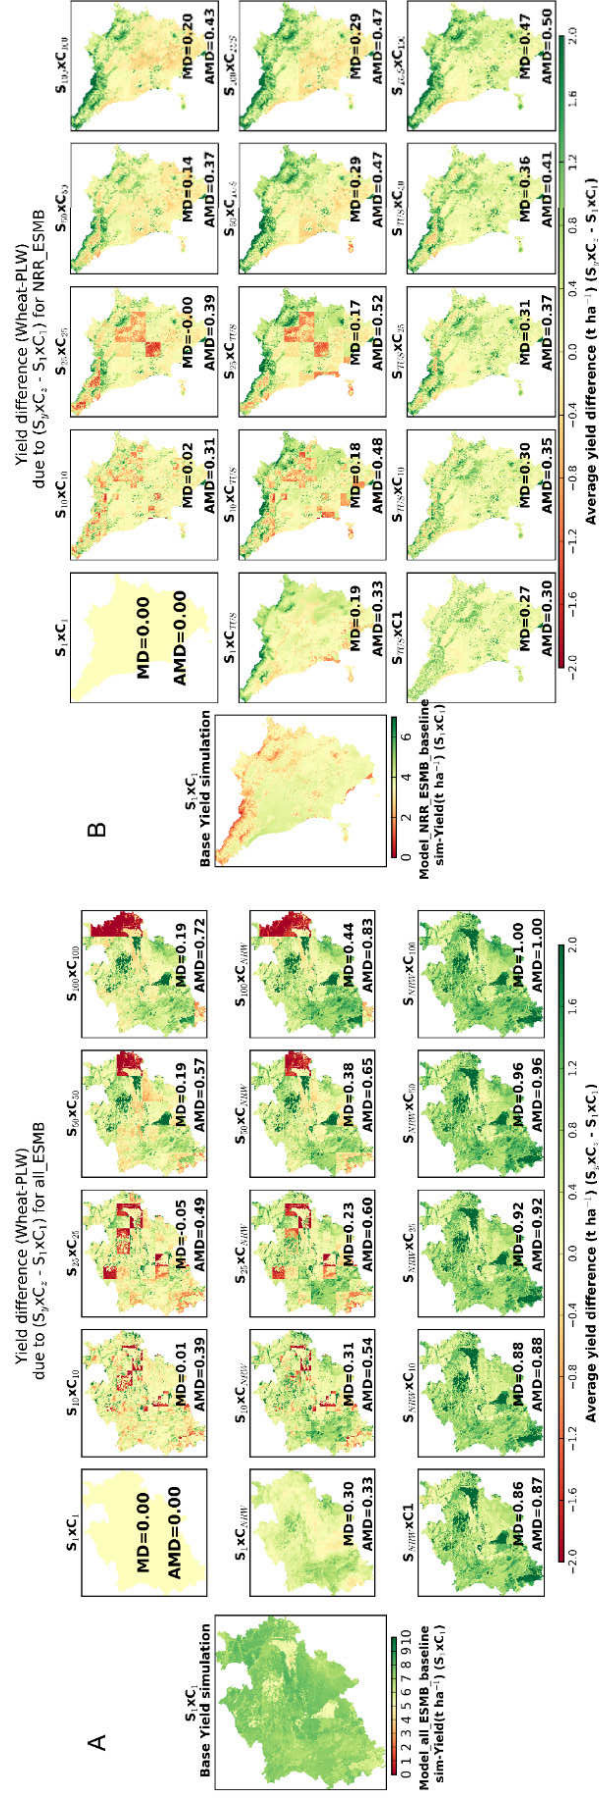 A
Yield difference (Wheat-PLW)
due to (SyxCz - S1xC1) for all_ESMB
S1xC1
Base Yield simulation
0 1 2 3 4 5 6 7 8 9 10
Model_all_ESMB_baseline
sim-Yield(t ha−1) (S1xC1)
S1xC1
MD=0.00
AMD=0.00
S10xC10
MD=0.01
AMD=0.39
S25xC25
MD=-0.05
AMD=0.49
S50xC50
MD=0.19
AMD=0.57
S100xC100
MD=0.19
AMD=0.72
S1xCNRW
MD=0.30
AMD=0.33
S10xCNRW
MD=0.31
AMD=0.54
S25xCNRW
MD=0.23
AMD=0.60
S50xCNRW
MD=0.38
AMD=0.65
S100xCNRW
MD=0.44
AMD=0.83
SNRWxC1
MD=0.86
AMD=0.87
SNRWxC10
MD=0.88
AMD=0.88
SNRWxC25
MD=0.92
AMD=0.92
SNRWxC50
MD=0.96
AMD=0.96
SNRWxC100
MD=1.00
AMD=1.00
−2.0 −1.6 −1.2 −0.8 −0.4 0.0 0.4 0.8 1.2 1.6 2.0
Average yield difference (t ha−1) (SyxCz - S1xC1)
B
Yield difference (Wheat-PLW)
due to (SyxCz - S1xC1) for NRR_ESMB
S1xC1
Base Yield simulation
0 2 4 6
Model_NRR_ESMB_baseline
sim-Yield(t ha−1) (S1xC1)
S1xC1
MD=0.00
AMD=0.00
S10xC10
MD=0.02
AMD=0.31
S25xC25
MD=-0.00
AMD=0.39
S50xC50
MD=0.14
AMD=0.37
S100xC100
MD=0.20
AMD=0.43
S1xCTUS
MD=0.19
AMD=0.33
S10xCTUS
MD=0.18
AMD=0.48
S25xCTUS
MD=0.17
AMD=0.52
S50xCTUS
MD=0.29
AMD=0.47
S100xCTUS
MD=0.29
AMD=0.47
STUSxC1
MD=0.27
AMD=0.30
STUSxC10
MD=0.30
AMD=0.35
STUSxC25
MD=0.31
AMD=0.37
STUSxC50
MD=0.36
AMD=0.41
STUSxC100
MD=0.47
AMD=0.50
−2.0 −1.6 −1.2 −0.8 −0.4 0.0 0.4 0.8 1.2 1.6 2.0
Average yield difference (t ha−1) (SyxCz - S1xC1)